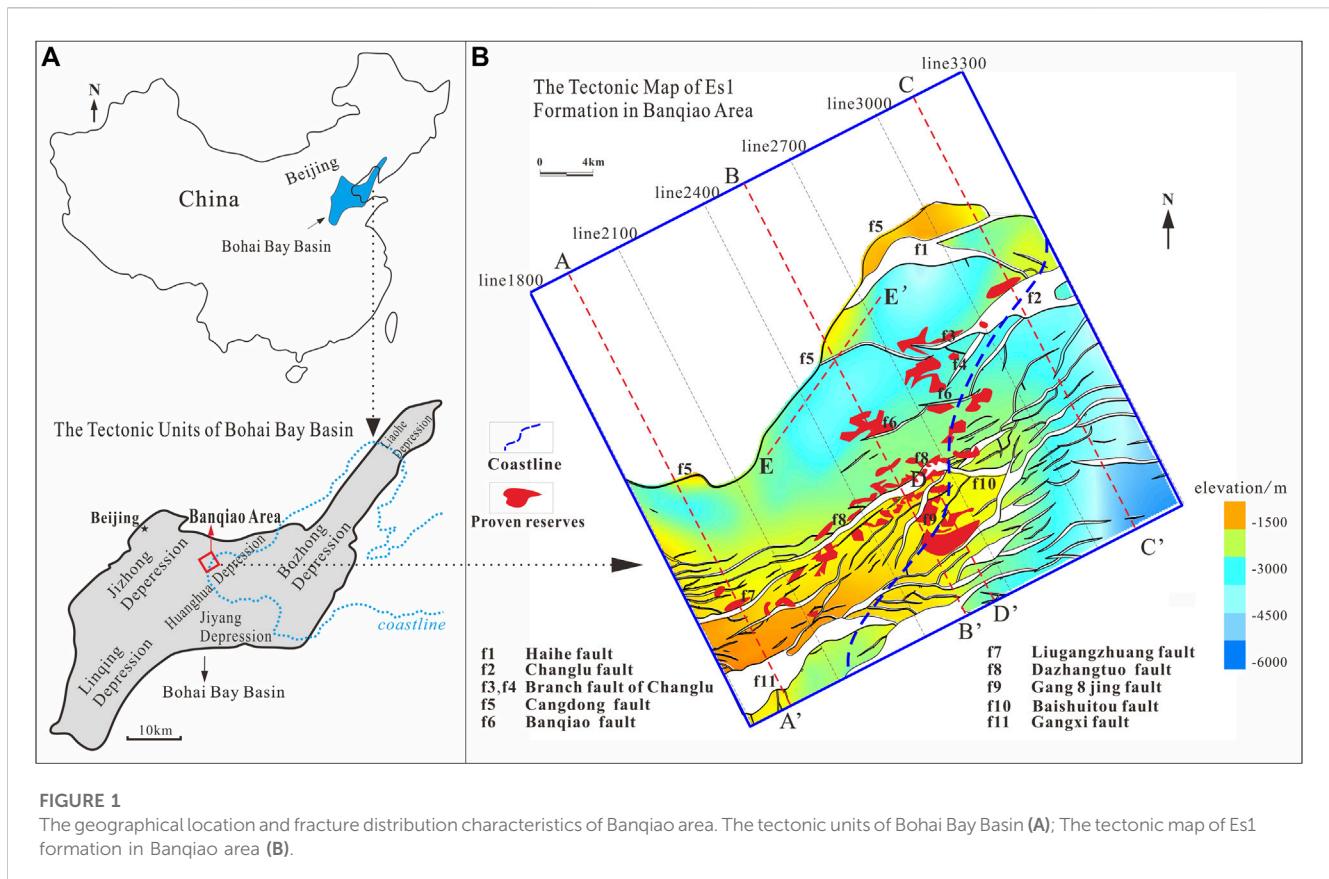 A
N
Beijing
China
Bohai Bay Basin
The Tectonic Units of Bohai Bay Basin
Liaohe
Depression
Beijing
Banqiao Area
Jizhong
Depression
Huanghua Depression
Bozhong
Depression
Jiyang
Depression
coastline
Linqing
Depression
Bohai Bay Basin
10km
B
The Tectonic Map of Es1
Formation in Banqiao Area
0 4km
line3300
C
line3000
line2700
B
line2400
line2100
A
line1800
N
f5
f1
E'
f2
f3
f5
f4
f6
f6
E
f5
f8
D
f10
f8
f9
f7
f11
C'
D'
B'
A'
Coastline
Proven reserves
elevation/m
-1500
-3000
-4500
-6000
f1 Haihe fault
f2 Changlu fault
f3,f4 Branch fault of Changlu
f5 Cangdong fault
f6 Banqiao fault
f7 Liugangzhuang fault
f8 Dazhangtuo fault
f9 Gang 8 jing fault
f10 Baishuitou fault
f11 Gangxi fault
FIGURE 1
The geographical location and fracture distribution characteristics of Banqiao area. The tectonic units of Bohai Bay Basin (A); The tectonic map of Es1
formation in Banqiao area (B).